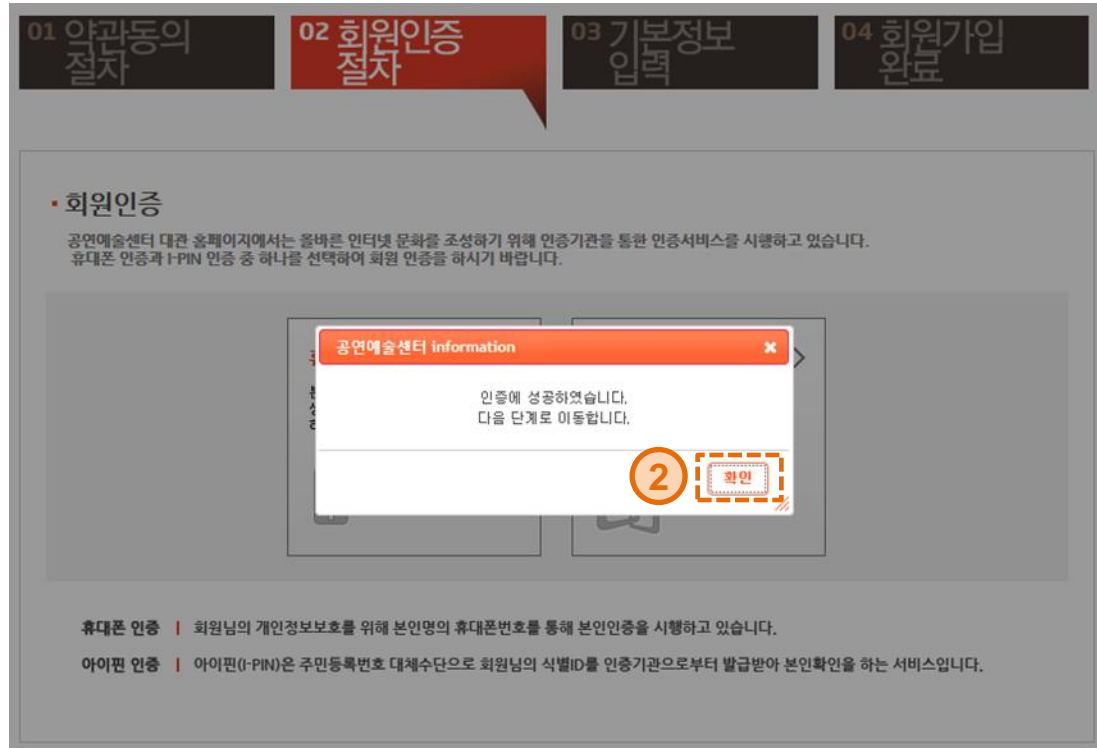 01 약관동의
절차
02 회원인증
절차
03 기본정보
입력
04 회원가입
완료
회원인증
공연예술센터 대관 홈페이지에서는 올바른 인터넷 문화를 조성하기 위해 인증기관을 통한 인증서비스를 시행하고 있습니다.
휴대폰 인증과 I-PIN 인증 중 하나를 선택하여 회원 인증을 하시기 바랍니다.
공연예술센터 information
인증에 성공하였습니다.
다음 단계로 이동합니다.
2
확인
휴대폰 인증 | 회원님의 개인정보보호를 위해 본인명의 휴대폰번호를 통해 본인인증을 시행하고 있습니다.
아이핀 인증 | 아이핀(I-PIN)은 주민등록번호 대체수단으로 회원님의 식별ID를 인증기관으로부터 발급받아 본인확인을 하는 서비스입니다.